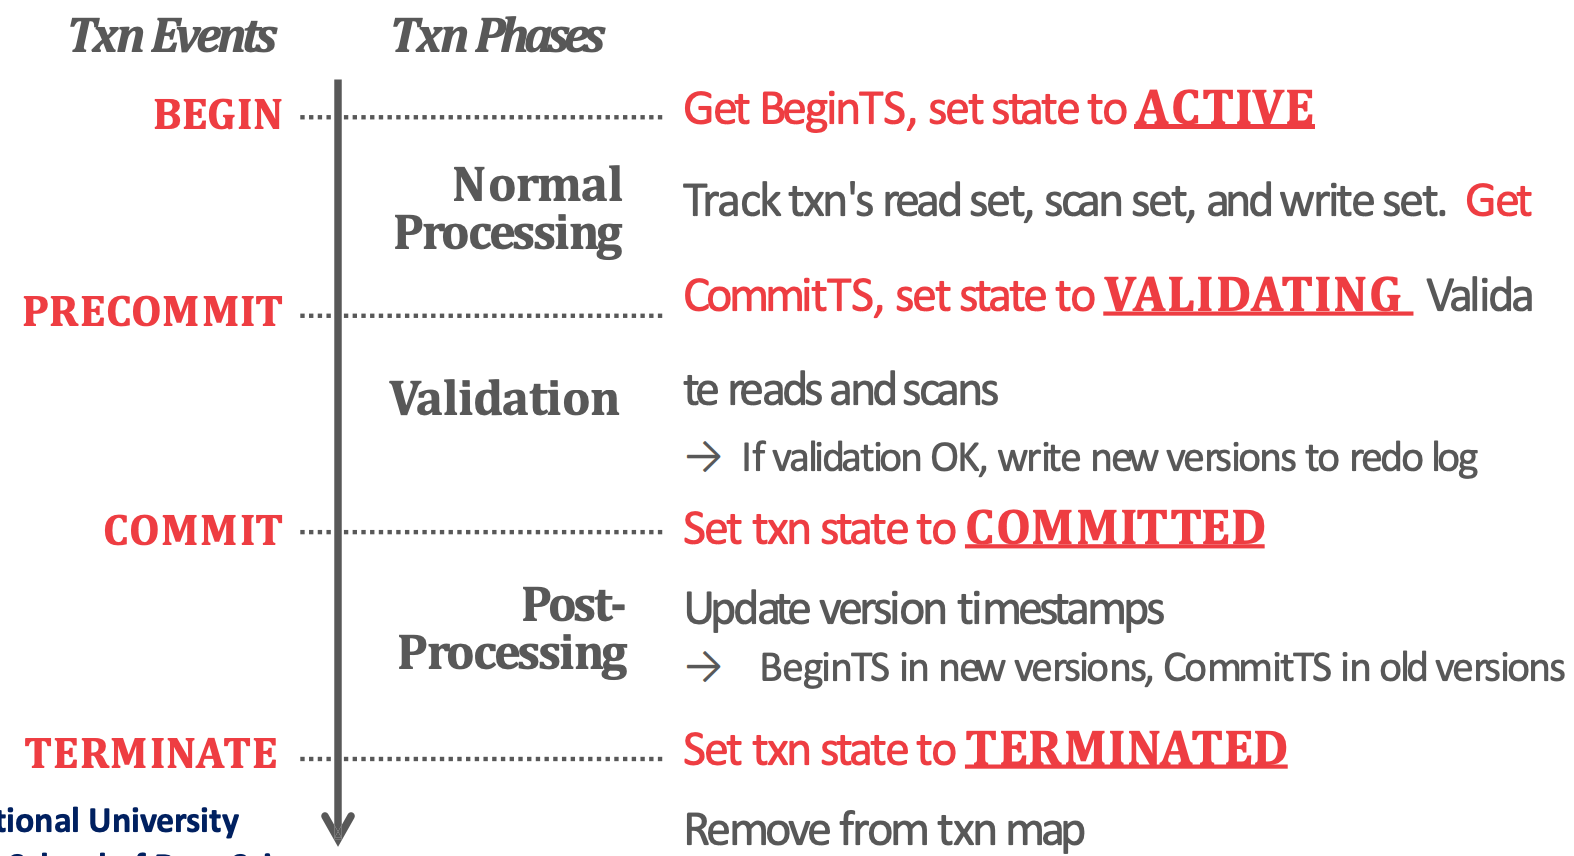 Txn Events Txn Phases
BEGIN Get BeginTS, set state to ACTIVE
Normal
Processing
Track txn's read set, scan set, and write set. Get
PRECOMMIT CommitTS, set state to VALIDATING Valida
Validation te reads and scans
→ If validation OK, write new versions to redo log
COMMIT Set txn state to COMMITTED
Post-
Processing
Update version timestamps
→ BeginTS in new versions, CommitTS in old versions
TERMINATE Set txn state to TERMINATED
tional University
Remove from txn map